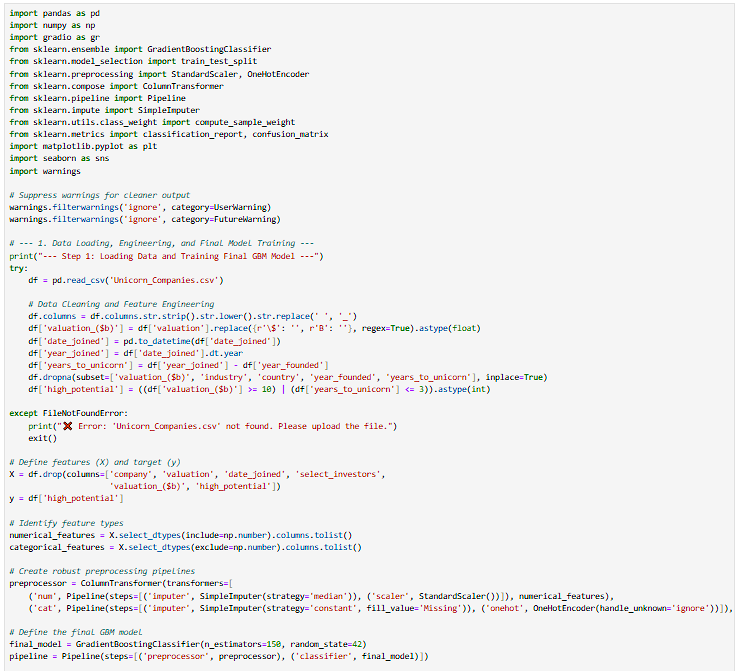 import pandas as pd
import numpy as np
import gradio as gr
from sklearn.ensemble import GradientBoostingClassifier
from sklearn.model_selection import train_test_split
from sklearn.preprocessing import StandardScaler, OneHotEncoder
from sklearn.compose import ColumnTransformer
from sklearn.pipeline import Pipeline
from sklearn.impute import SimpleImputer
from sklearn.utils.class_weight import compute_sample_weight
from sklearn.metrics import classification_report, confusion_matrix
import matplotlib.pyplot as plt
import seaborn as sns
import warnings

# Suppress warnings for cleaner output
warnings.filterwarnings('ignore', category=UserWarning)
warnings.filterwarnings('ignore', category=FutureWarning)

# --- 1. Data Loading, Engineering, and Final Model Training ---
print("--- Step 1: Loading Data and Training Final GBM Model ---")
try:
    df = pd.read_csv('Unicorn_Companies.csv')

    # Data Cleaning and Feature Engineering
    df.columns = df.columns.str.strip().str.lower().str.replace(' ', '_')
    df['valuation_($b)'] = df['valuation'].replace({r'\$': '', r'B': ''}, regex=True).astype(float)
    df['date_joined'] = pd.to_datetime(df['date_joined'])
    df['year_joined'] = df['date_joined'].dt.year
    df['years_to_unicorn'] = df['year_joined'] - df['year_founded']
    df.dropna(subset=['valuation_($b)', 'industry', 'country', 'year_founded', 'years_to_unicorn'], inplace=True)
    df['high_potential'] = ((df['valuation_($b)'] >= 10) | (df['years_to_unicorn'] <= 3)).astype(int)

except FileNotFoundError:
    print("❌ Error: 'Unicorn_Companies.csv' not found. Please upload the file.")
    exit()

# Define features (X) and target (y)
X = df.drop(columns=['company', 'valuation', 'date_joined', 'select_investors',
                     'valuation_($b)', 'high_potential'])
y = df['high_potential']

# Identify feature types
numerical_features = X.select_dtypes(include=np.number).columns.tolist()
categorical_features = X.select_dtypes(exclude=np.number).columns.tolist()

# Create robust preprocessing pipelines
preprocessor = ColumnTransformer(transformers=[
    ('num', Pipeline(steps=[('imputer', SimpleImputer(strategy='median')), ('scaler', StandardScaler())]), numerical_features),
    ('cat', Pipeline(steps=[('imputer', SimpleImputer(strategy='constant', fill_value='Missing')), ('onehot', OneHotEncoder(handle_unknown='ignore'))]),

# Define the final GBM model
final_model = GradientBoostingClassifier(n_estimators=150, random_state=42)
pipeline = Pipeline(steps=[('preprocessor', preprocessor), ('classifier', final_model)])